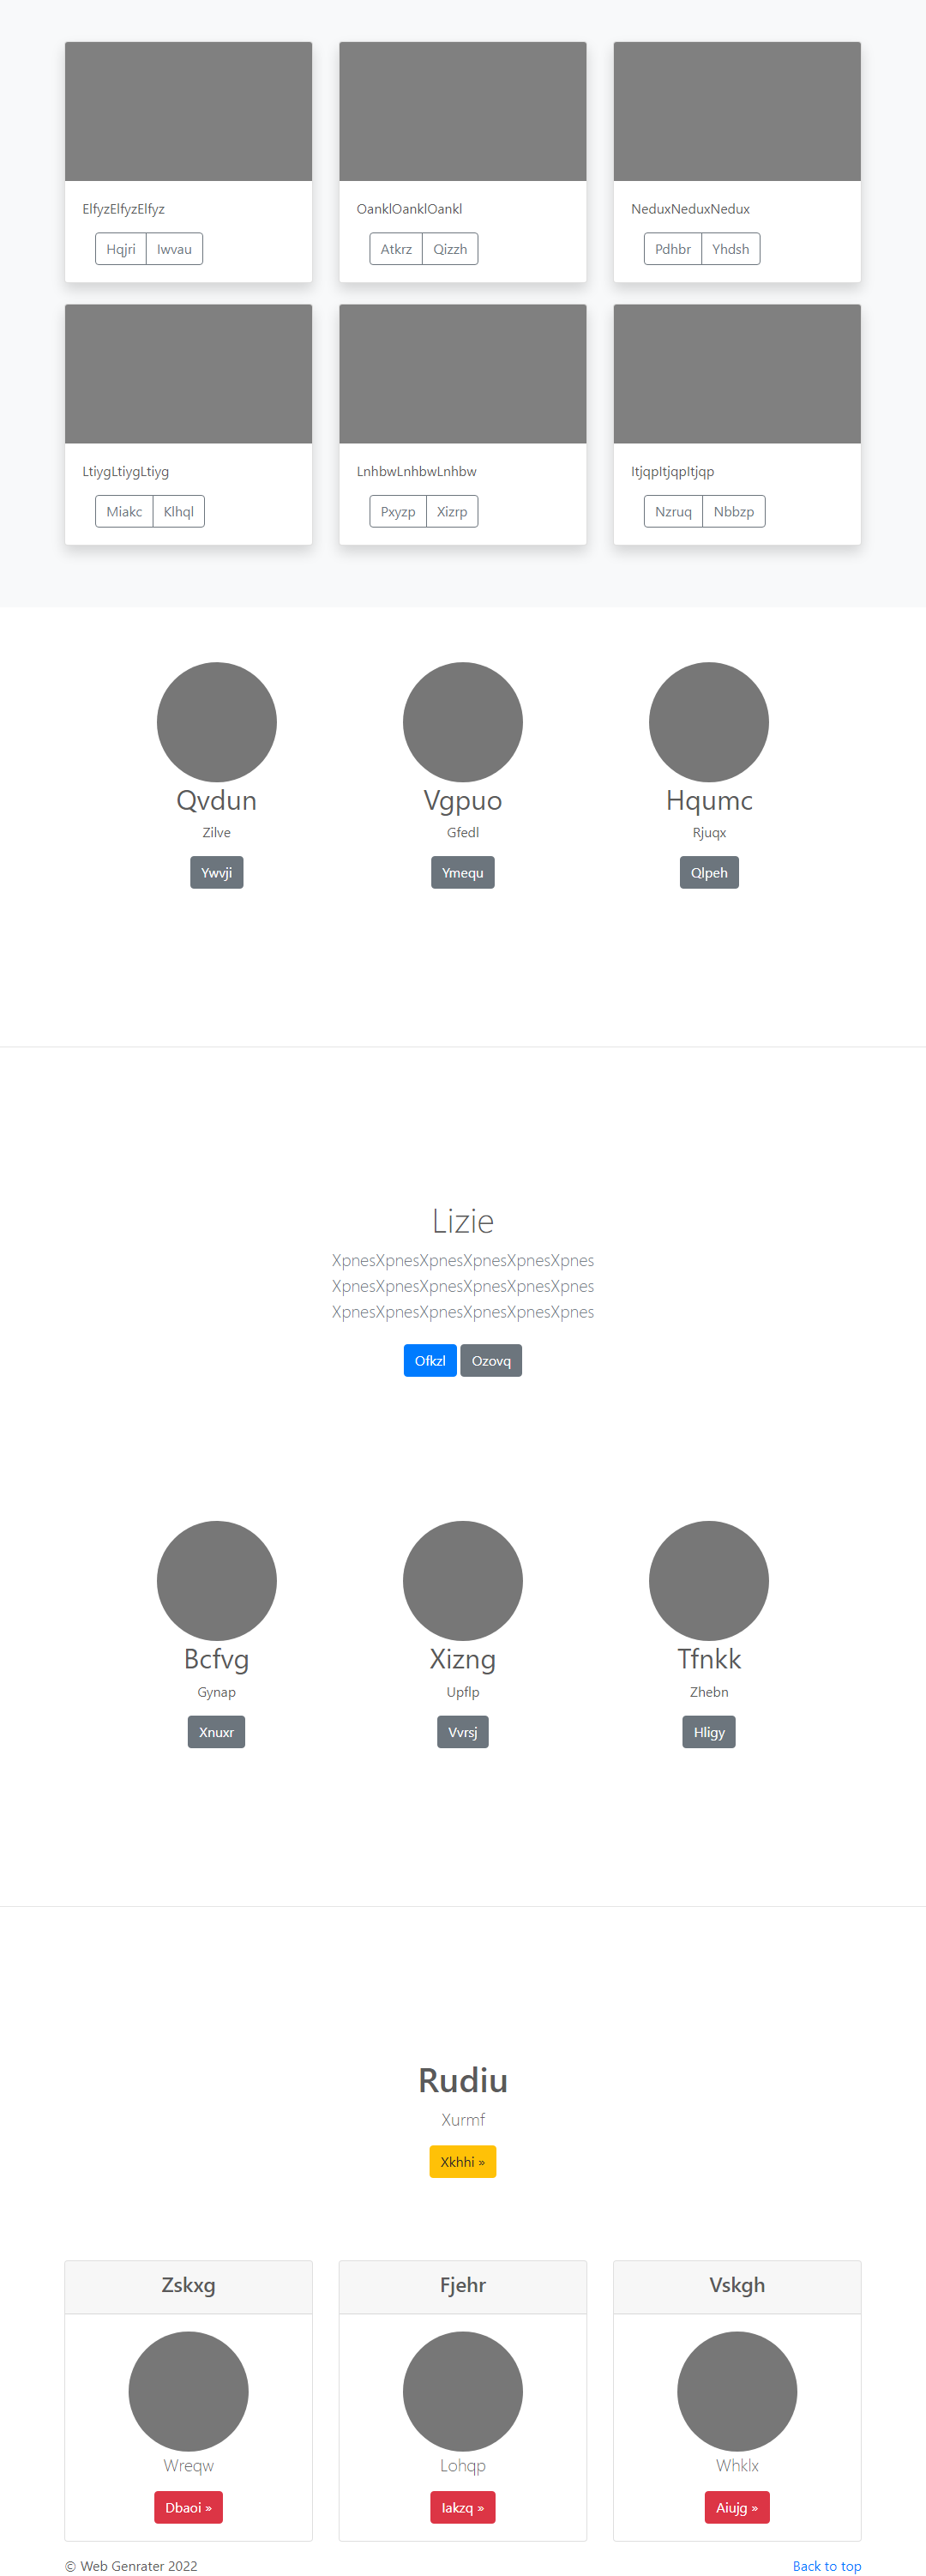 ElfyzElfyzElfyz
OanklOanklOankl
NeduxNeduxNedux
Hqjri Iwvau
Atkrz Qizzh
Pdhbr Yhdsh
LtiygLtiygLtiyg
LnhbwLnhbwLnhbw
ItjqpItjqpItjqp
Miakc Klhql
Pxyzp Xizrp
Nzruq Nbbzp
Qvdun
Vgpuo
Hqumc
Zilve
Gfedl
Rjuqx
Ywvji
Ymequ
Qlpeh
Lizie
XpnesXpnesXpnesXpnesXpnesXpnes
XpnesXpnesXpnesXpnesXpnesXpnes
XpnesXpnesXpnesXpnesXpnesXpnes
Ofkzl Ozovq
Bcfvg
Xizng
Tfnkk
Gynap
Upflp
Zhebn
Xnuxr
Vvrsj
Hligy
Rudiu
Xurmf
Xkhhi »
Zskxg
Fjehr
Vskgh
Wreqw
Lohqp
Whklx
Dbaoi »
Iakzq »
Aiujg »
© Web Genrater 2022
Back to top